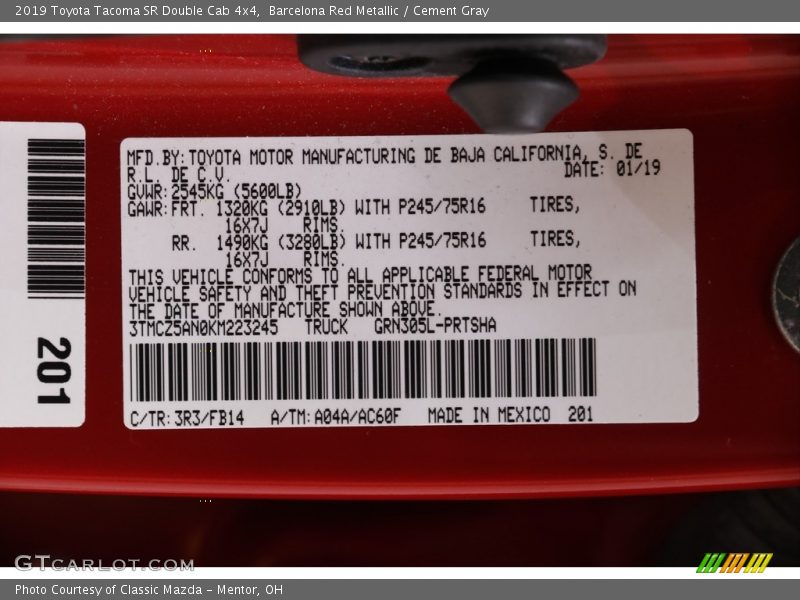 2019 Toyota Tacoma SR Double Cab 4x4,  Barcelona Red Metallic / Cement Gray
MFD.BY:TOYOTA MOTOR MANUFACTURING DE BAJA CALIFORNIA, S. DE
R.L. DE C.V. DATE: 01/19
GVWR:2545KG (5600LB)
GAWR:FRT. 1320KG (2910LB) WITH P245/75R16 TIRES,
16X7J RIMS.
RR. 1490KG (3280LB) WITH P245/75R16 TIRES,
16X7J RIMS.
THIS VEHICLE CONFORMS TO ALL APPLICABLE FEDERAL MOTOR
VEHICLE SAFETY AND THEFT PREVENTION STANDARDS IN EFFECT ON
THE DATE OF MANUFACTURE SHOWN ABOVE.
3TMCZ5AN0KM223245 TRUCK GRN305L-PRTSHA
C/TR:3R3/FB14 A/TM:A04A/AC60F MADE IN MEXICO 201
201
GTCARLOT.COM
Photo Courtesy of Classic Mazda - Mentor, OH